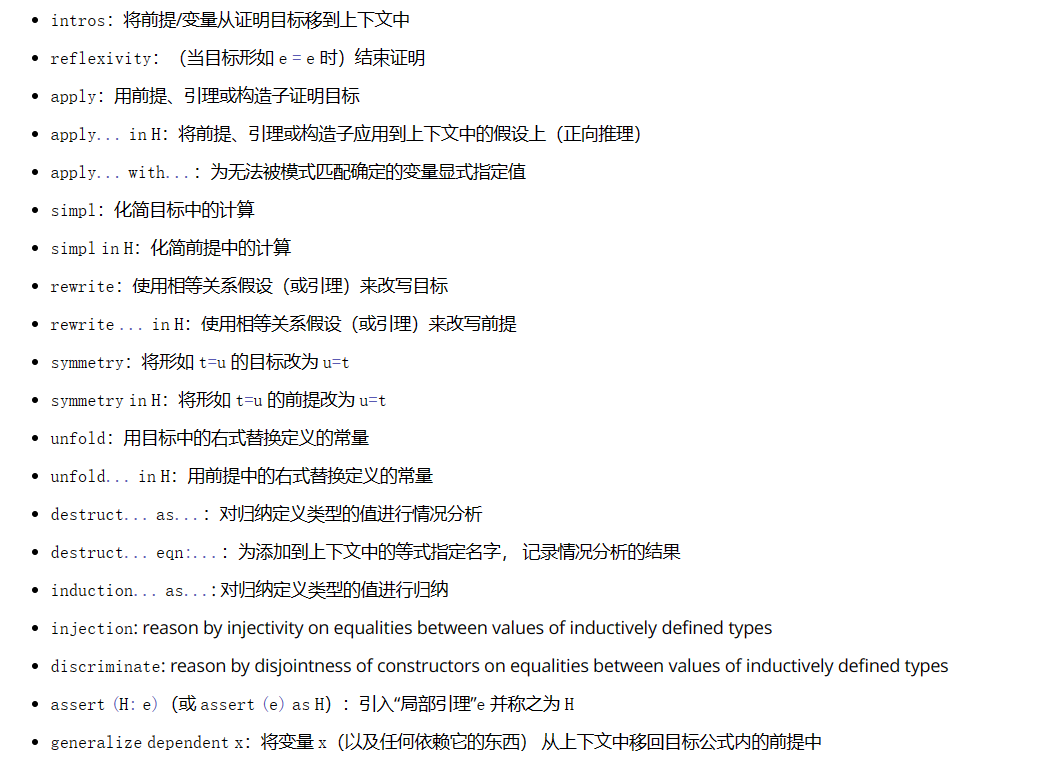 • intros：将前提/变量从证明目标移到上下文中
• reflexivity：（当目标形如 e = e 时）结束证明
• apply：用前提、引理或构造子证明目标
• apply... in H：将前提、引理或构造子应用到上下文中的假设上（正向推理）
• apply... with...：为无法被模式匹配确定的变量显式指定值
• simpl：化简目标中的计算
• simpl in H：化简前提中的计算
• rewrite：使用相等关系假设（或引理）来改写目标
• rewrite ... in H：使用相等关系假设（或引理）来改写前提
• symmetry：将形如 t=u 的目标改为 u=t
• symmetry in H：将形如 t=u 的前提改为 u=t
• unfold：用目标中的右式替换定义的常量
• unfold... in H：用前提中的右式替换定义的常量
• destruct... as...：对归纳定义类型的值进行情况分析
• destruct... eqn:...：为添加到上下文中的等式指定名字， 记录情况分析的结果
• induction... as...: 对归纳定义类型的值进行归纳
• injection: reason by injectivity on equalities between values of inductively defined types
• discriminate: reason by disjointness of constructors on equalities between values of inductively defined types
• assert (H: e)（或 assert (e) as H）：引入“局部引理”e 并称之为 H
• generalize dependent x：将变量 x（以及任何依赖它的东西） 从上下文中移回目标公式内的前提中